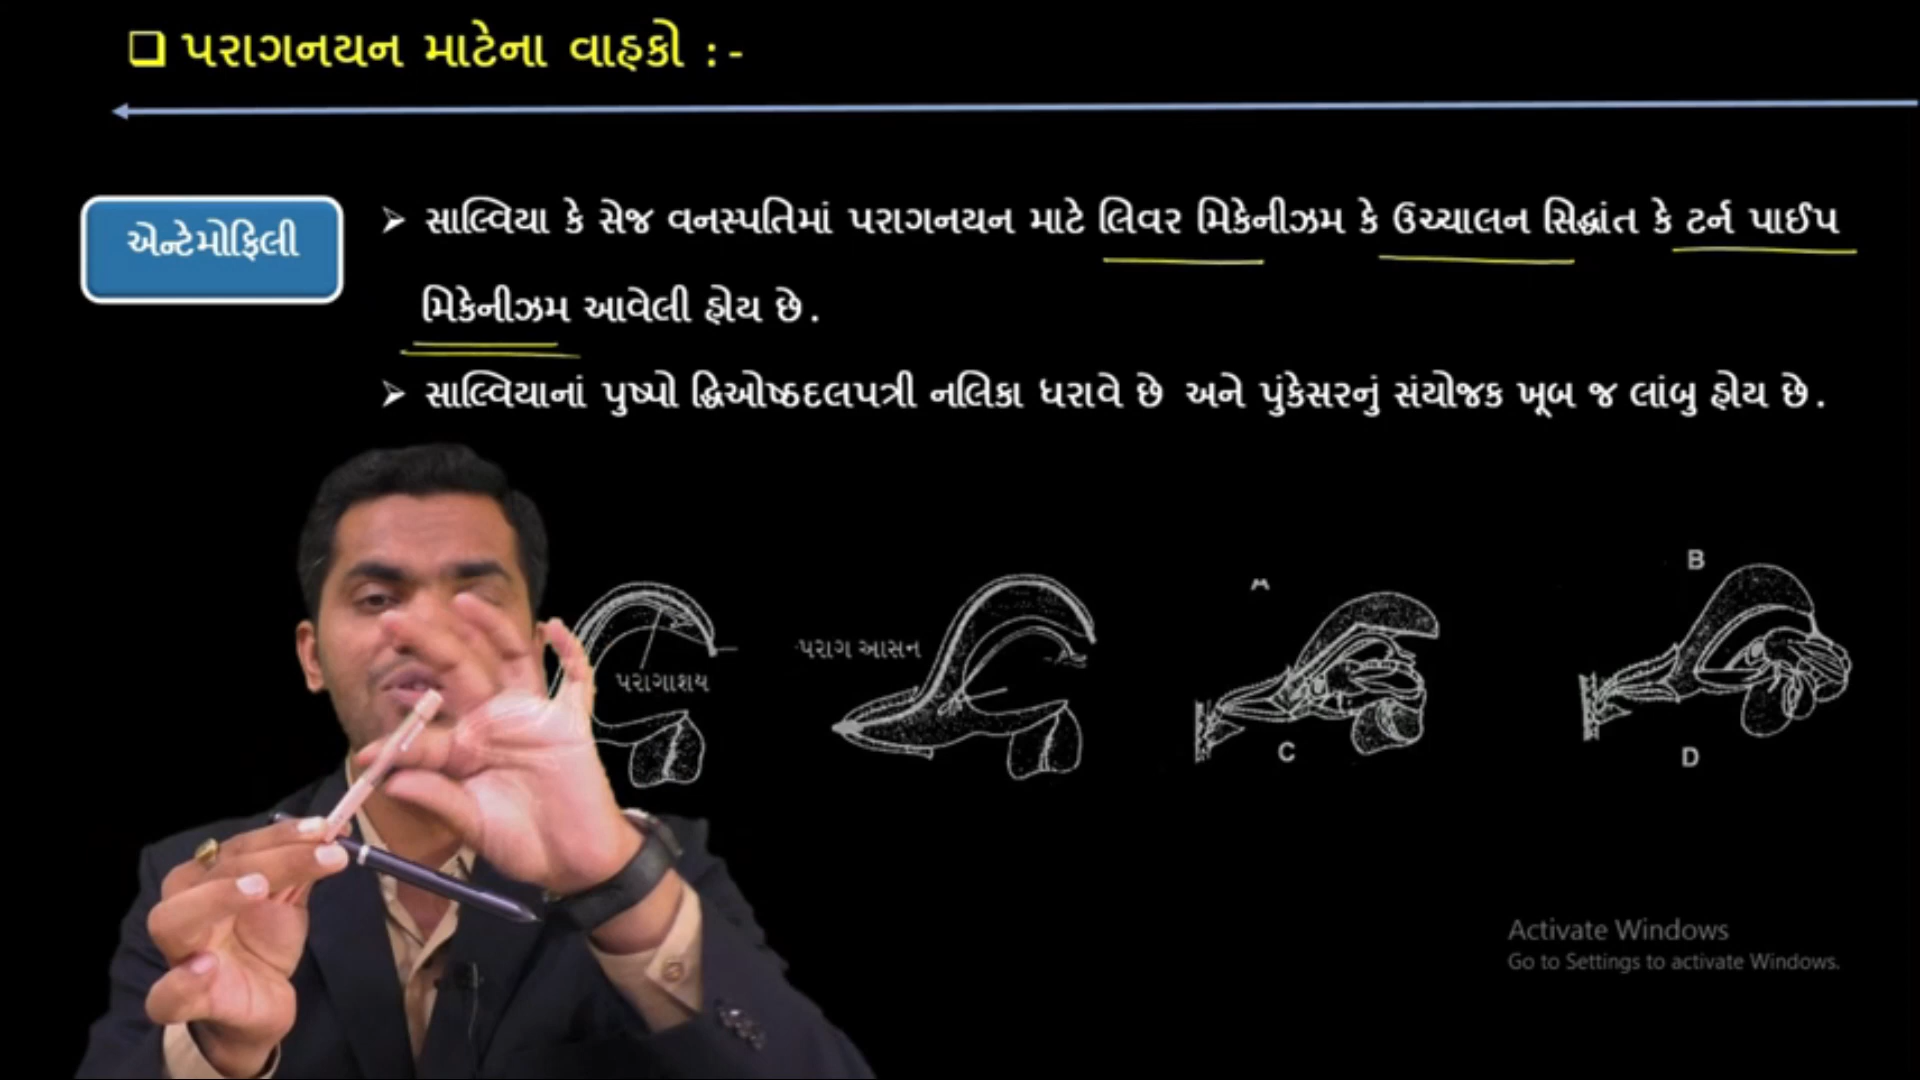 ❑ પરાગનયન માટેના વાહકો :-
એન્ટેમોફિલી
➢ સાલ્વિયા કે સેજ વનસ્પતિમાં પરાગનયન માટે લિવર મિકેનીઝમ કે ઉચ્ચાલન સિદ્ધાંત કે ટર્ન પાઈપ
મિકેનીઝમ આવેલી હોય છે.
➢ સાલ્વિયાનાં પુષ્પો દ્વિઓષ્ઠદલપત્રી નલિકા ધરાવે છે અને પુંકેસરનું સંયોજક ખૂબ જ લાંબુ હોય છે.
પરાગાશય
પરાગ આસન
A
B
C
D
Activate Windows
Go to Settings to activate Windows.